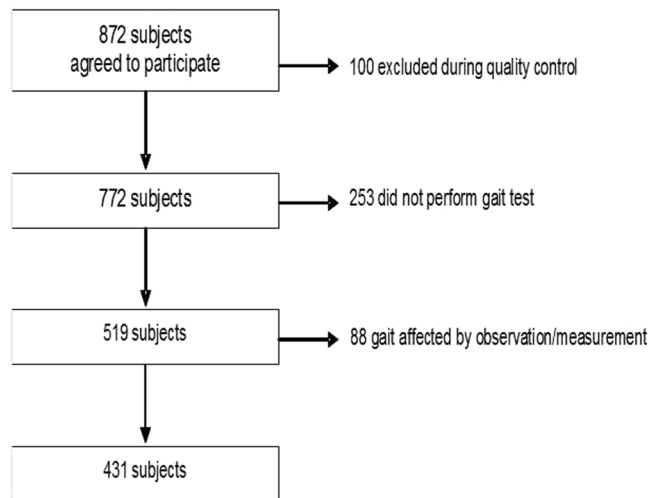 872 subjects
agreed to participate
100 excluded during quality control
772 subjects
253 did not perform gait test
519 subjects
88 gait affected by observation/measurement
431 subjects